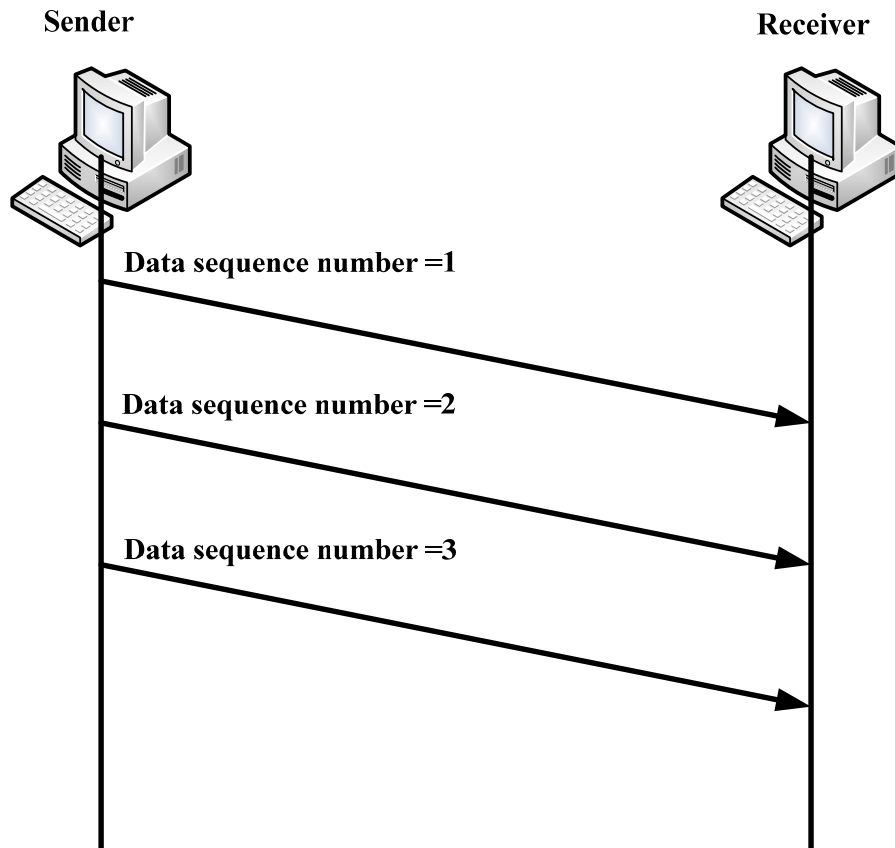 Sender
Receiver
Data sequence number =1
Data sequence number =2
Data sequence number =3